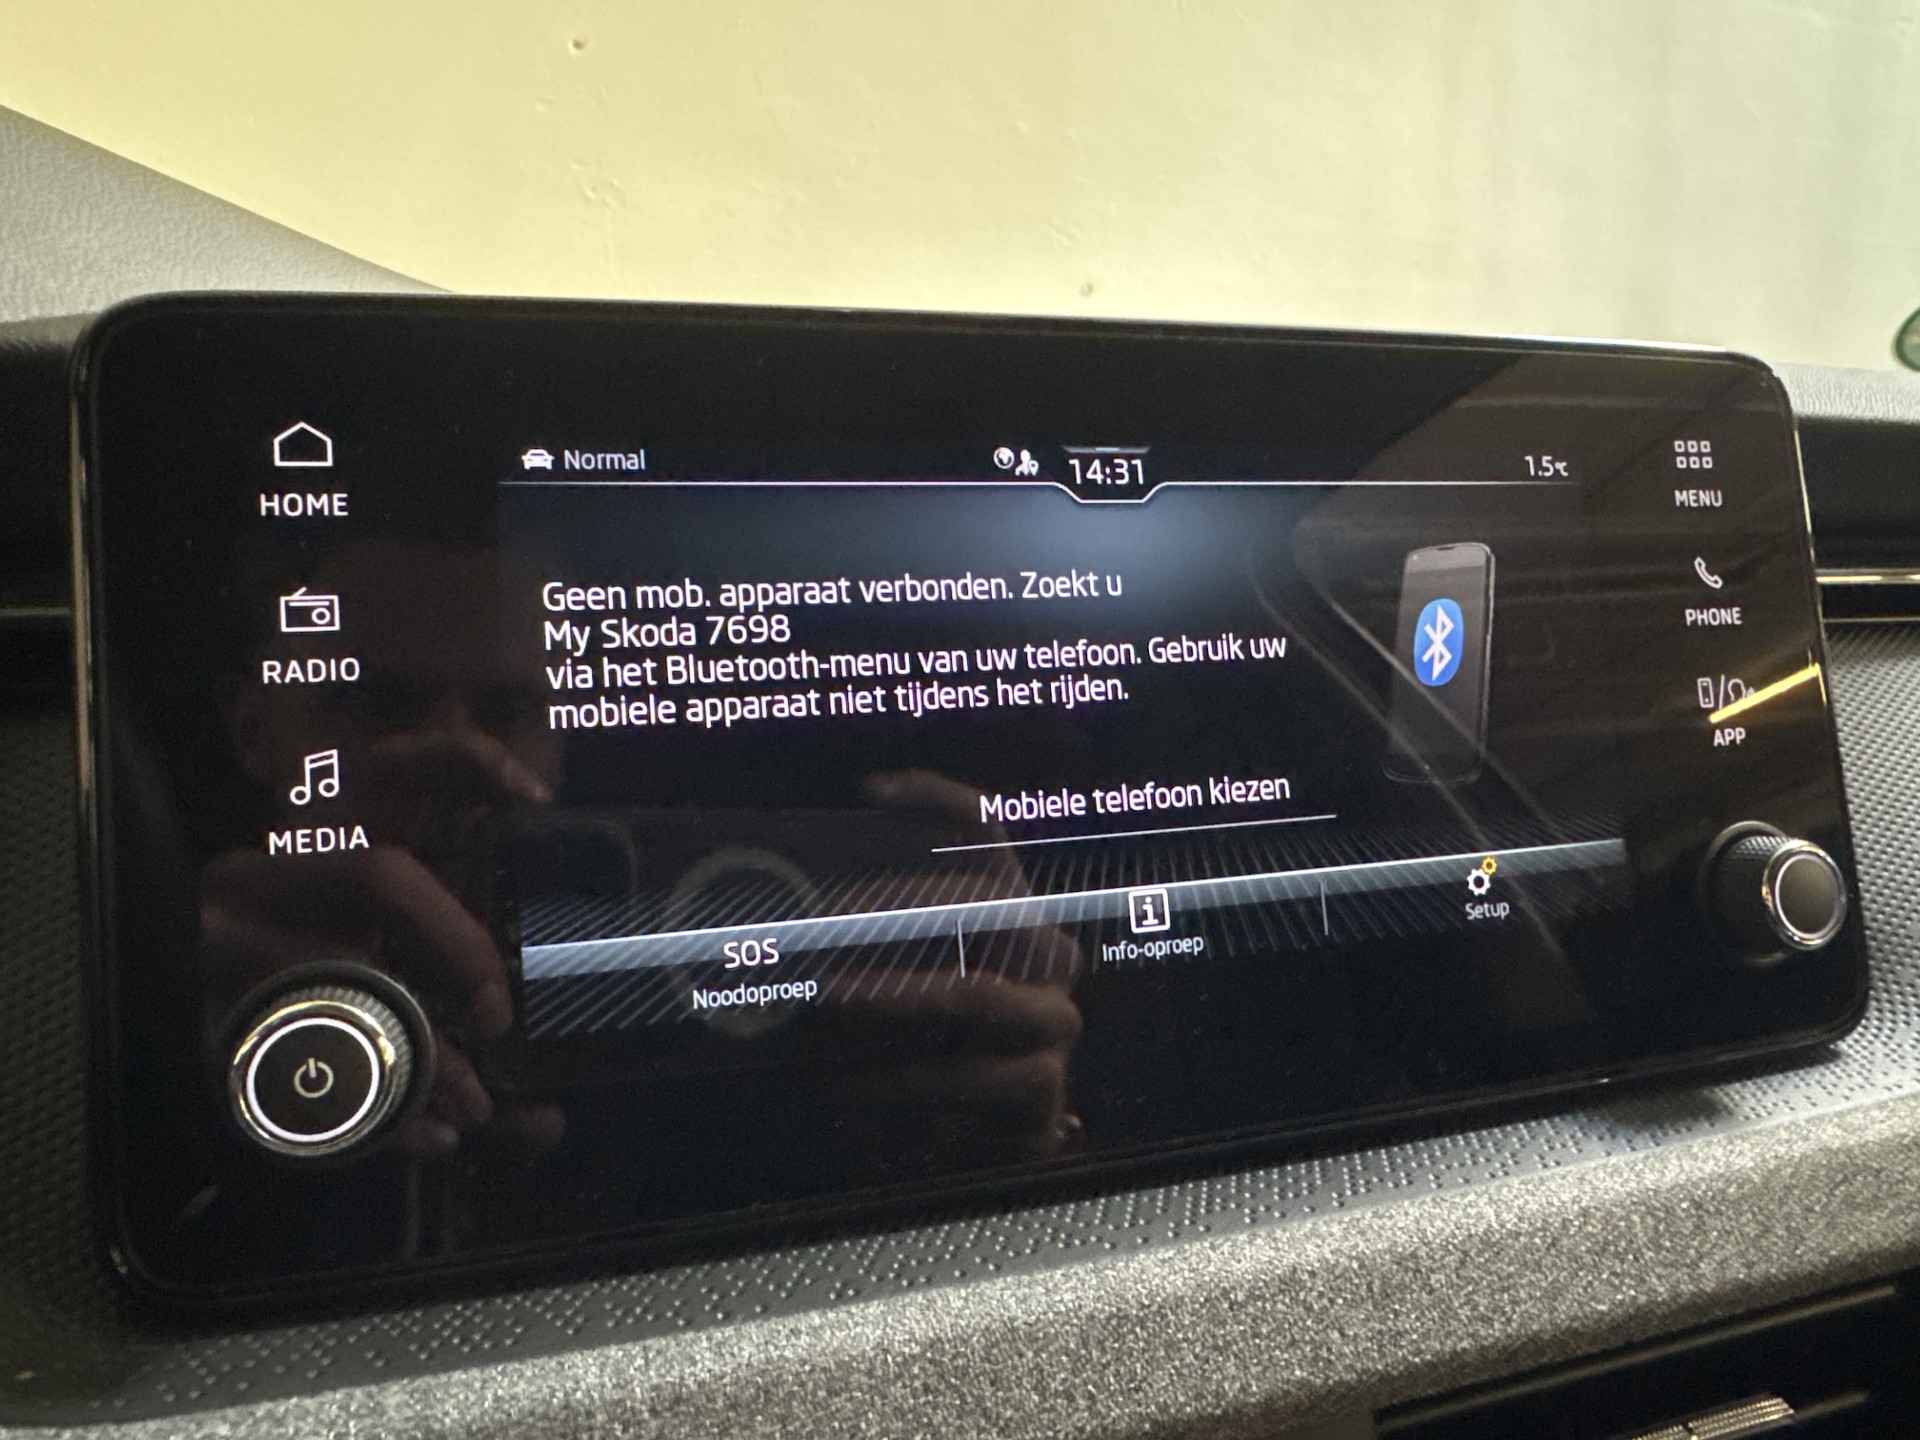 HOME
RADIO
MEDIA
Normal
14:31
1.5°C
Geen mob. apparaat verbonden. Zoekt u
My Skoda 7698
via het Bluetooth-menu van uw telefoon. Gebruik uw
mobiele apparaat niet tijdens het rijden.
Mobiele telefoon kiezen
SOS
Noodoproep
i
Info-oproep
Setup
MENU
PHONE
APP